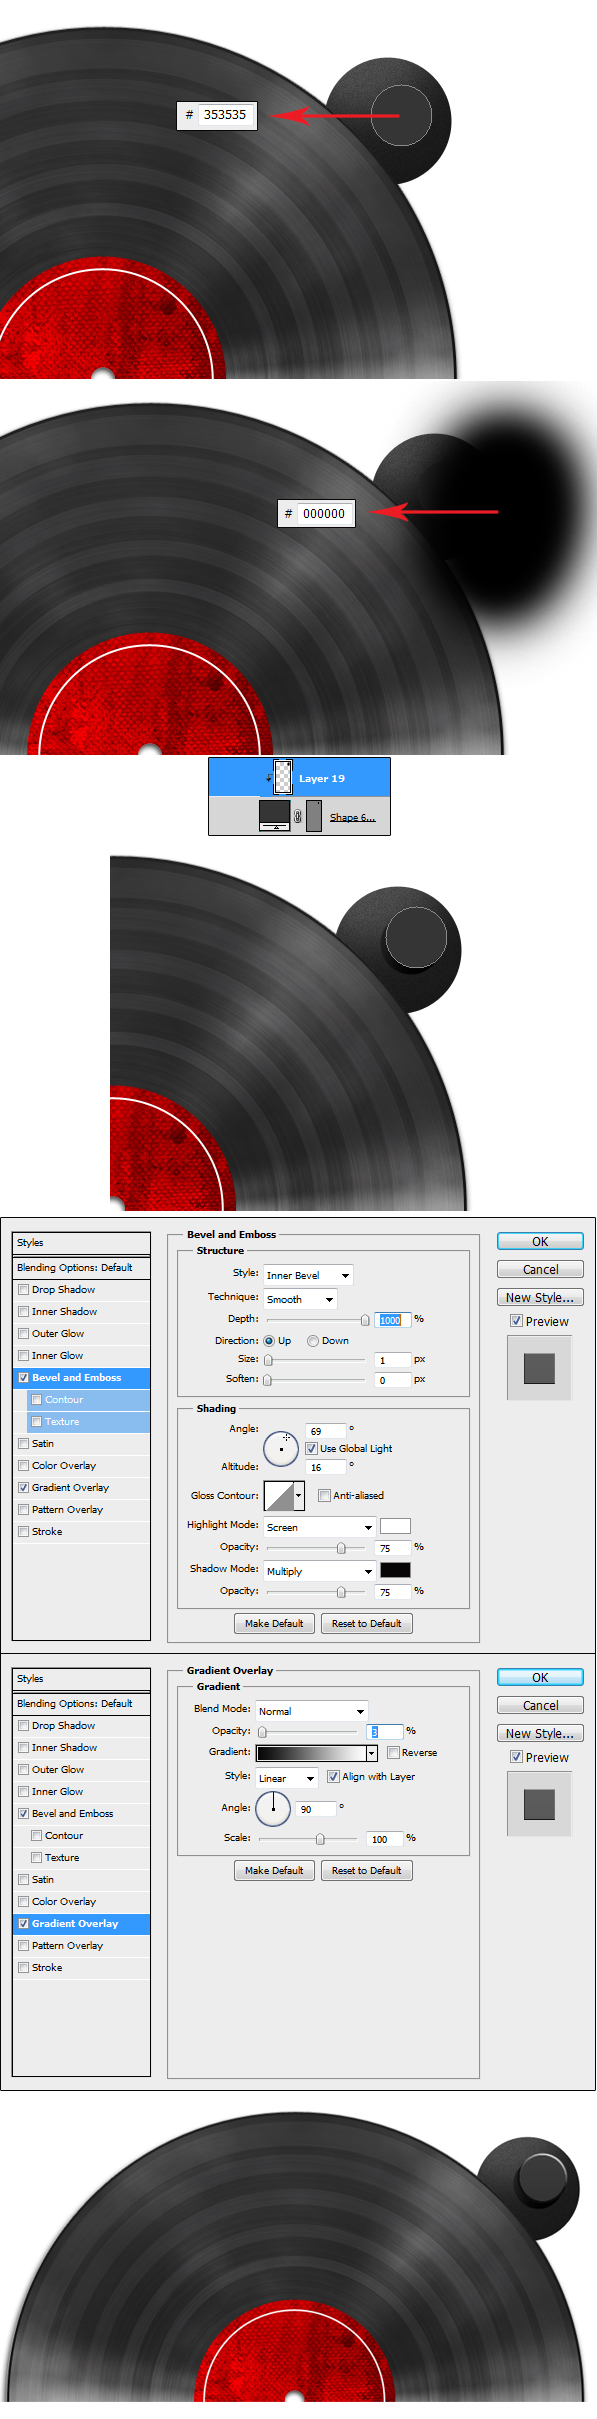 # 353535
# 000000
Layer 19
Shape 6...
Styles
Blending Options: Default
Drop Shadow
Inner Shadow
Outer Glow
Inner Glow
Bevel and Emboss
Contour
Texture
Satin
Color Overlay
Gradient Overlay
Pattern Overlay
Stroke
Bevel and Emboss
Structure
Style: Inner Bevel
Technique: Smooth
Depth: 1000 %
Direction: Up Down
Size: 1 px
Soften: 0 px
Shading
Angle: 69 °
Use Global Light
Altitude: 16 °
Gloss Contour: Anti-aliased
Highlight Mode: Screen
Opacity: 75 %
Shadow Mode: Multiply
Opacity: 75 %
Make Default Reset to Default
OK
Cancel
New Style...
Preview
Styles
Blending Options: Default
Drop Shadow
Inner Shadow
Outer Glow
Inner Glow
Bevel and Emboss
Contour
Texture
Satin
Color Overlay
Gradient Overlay
Pattern Overlay
Stroke
Gradient Overlay
Gradient
Blend Mode: Normal
Opacity: 3 %
Gradient: Reverse
Style: Linear Align with Layer
Angle: 90 °
Scale: 100 %
Make Default Reset to Default
OK
Cancel
New Style...
Preview